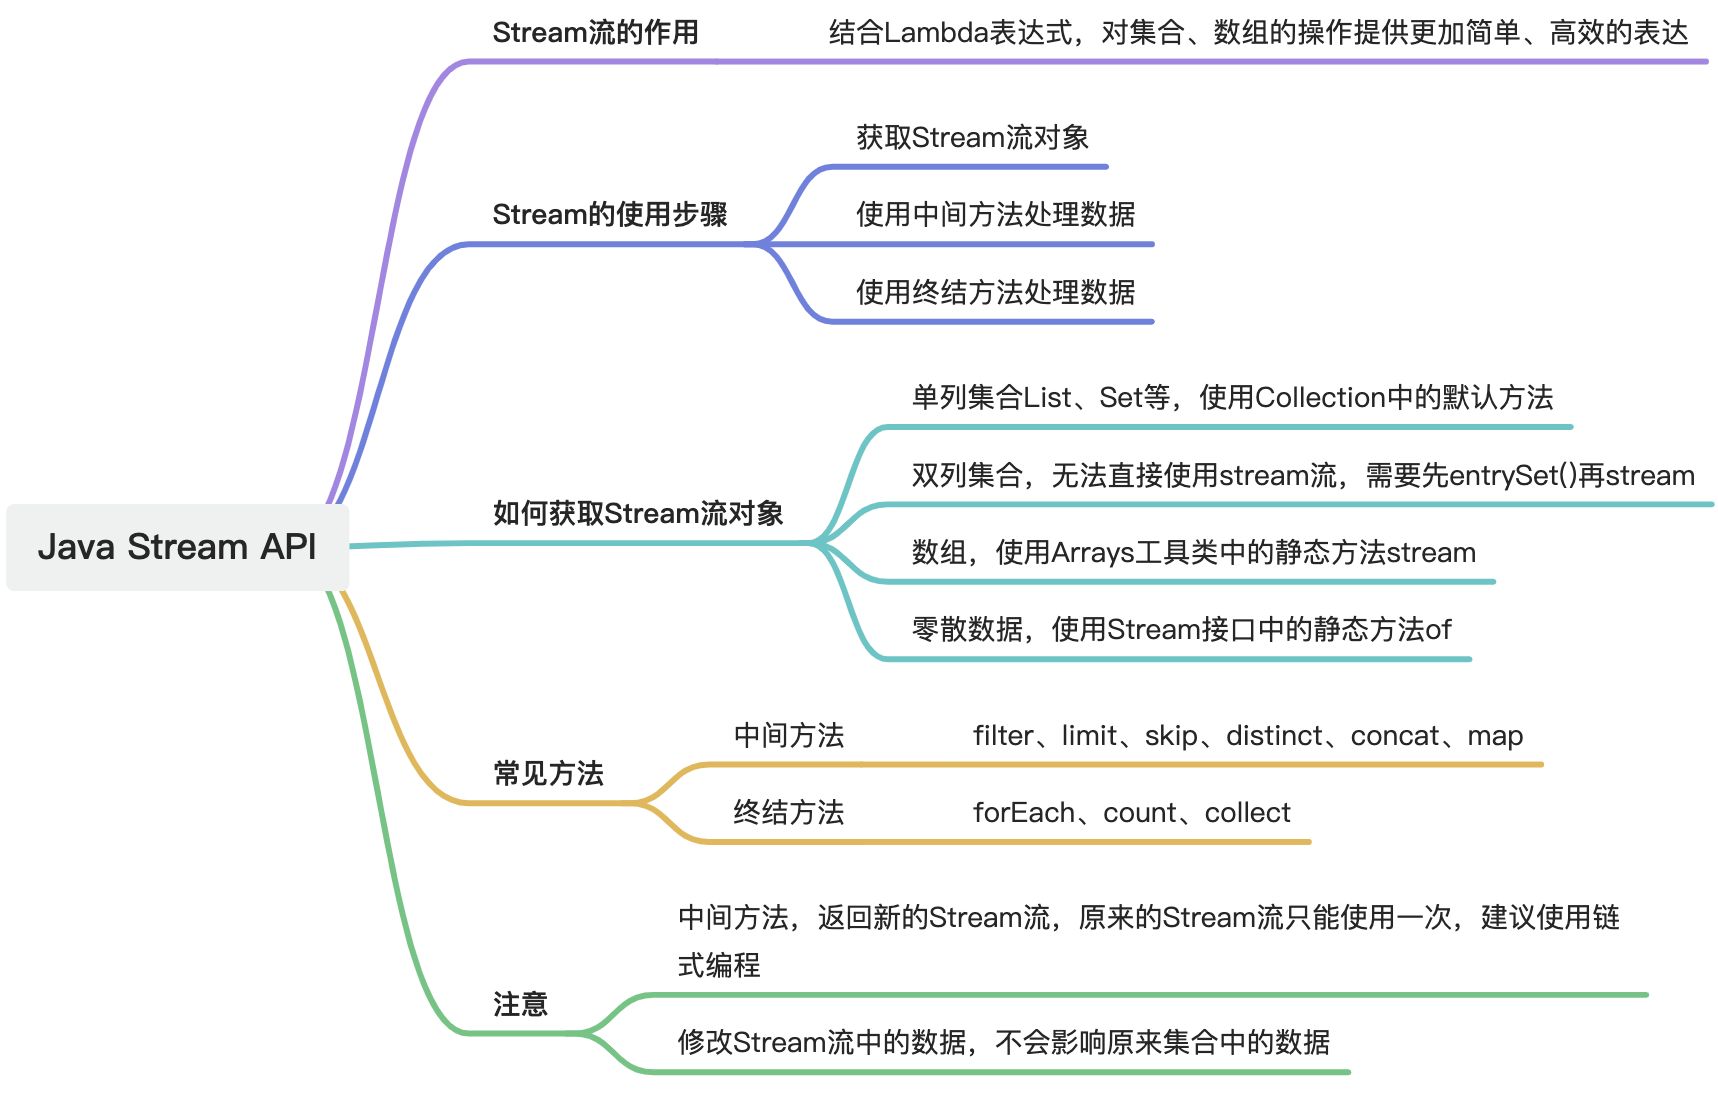 Java Stream API
Stream流的作用
结合Lambda表达式，对集合、数组的操作提供更加简单、高效的表达
Stream的使用步骤
获取Stream流对象
使用中间方法处理数据
使用终结方法处理数据
如何获取Stream流对象
单列集合List、Set等，使用Collection中的默认方法
双列集合，无法直接使用stream流，需要先entrySet()再stream
数组，使用Arrays工具类中的静态方法stream
零散数据，使用Stream接口中的静态方法of
常见方法
中间方法
filter、limit、skip、distinct、concat、map
终结方法
forEach、count、collect
注意
中间方法，返回新的Stream流，原来的Stream流只能使用一次，建议使用链
式编程
修改Stream流中的数据，不会影响原来集合中的数据